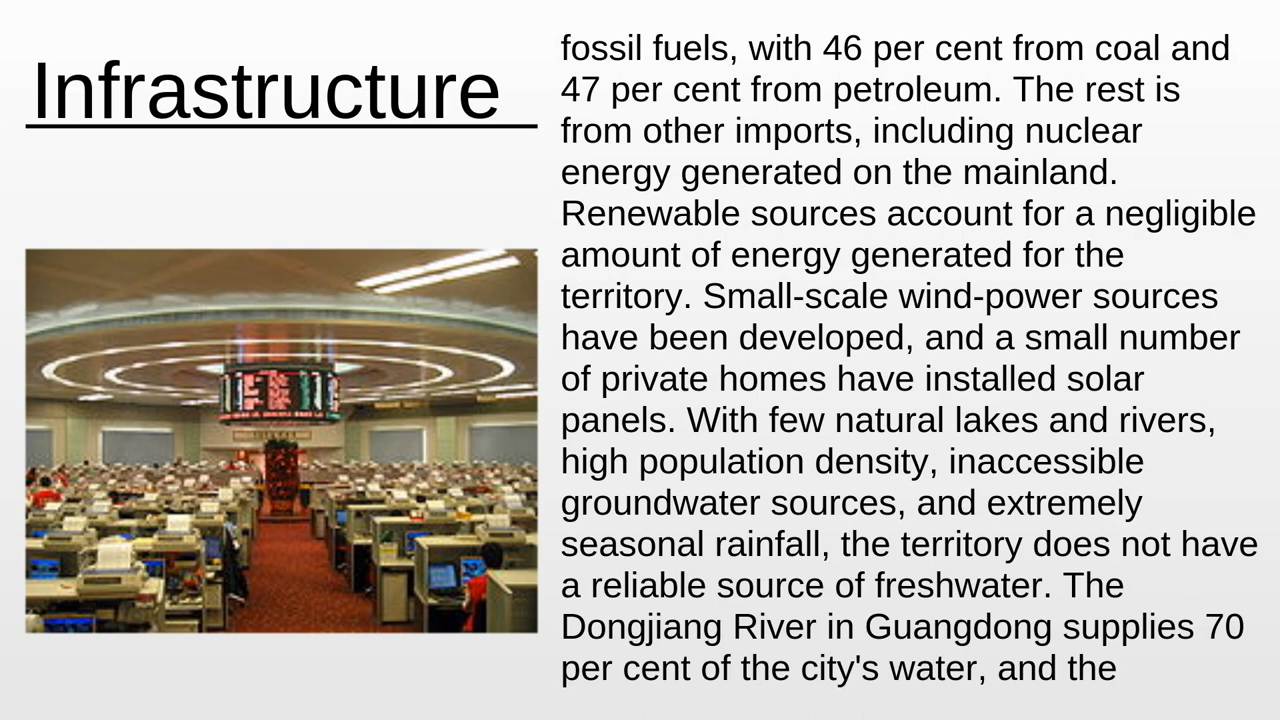 Infrastructure
fossil fuels, with 46 per cent from coal and
47 per cent from petroleum. The rest is
from other imports, including nuclear
energy generated on the mainland.
Renewable sources account for a negligible
amount of energy generated for the
territory. Small-scale wind-power sources
have been developed, and a small number
of private homes have installed solar
panels. With few natural lakes and rivers,
high population density, inaccessible
groundwater sources, and extremely
seasonal rainfall, the territory does not have
a reliable source of freshwater. The
Dongjiang River in Guangdong supplies 70
per cent of the city's water, and the